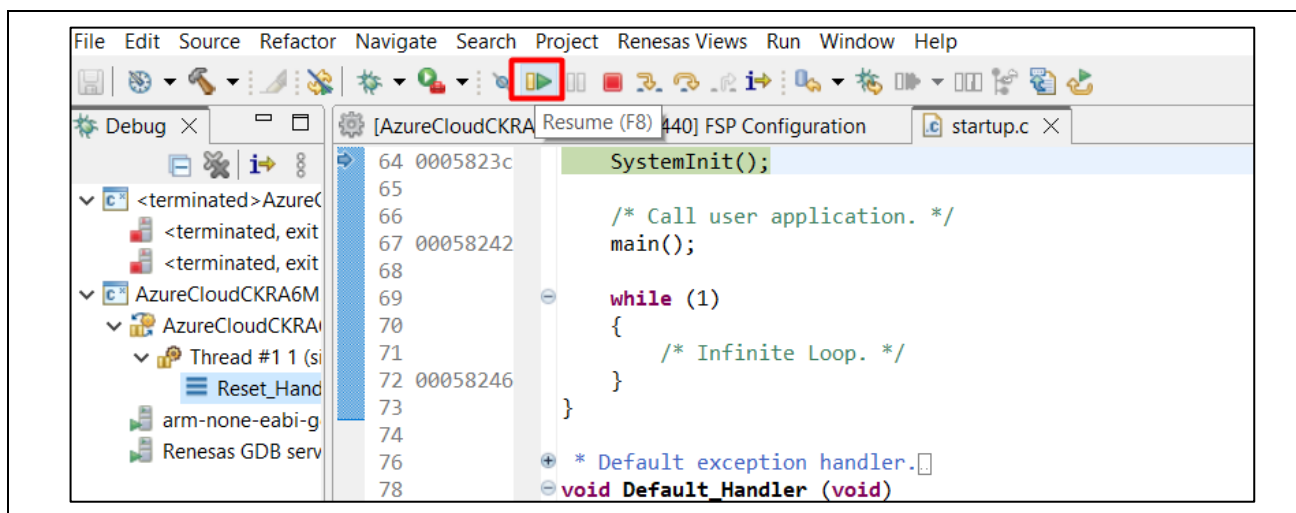 File Edit Source Refactor Navigate Search Project Renesas Views Run Window Help
Debug
[AzureCloudCKRA 440] FSP Configuration
startup.c
Resume (F8)
<terminated>AzureC
<terminated, exit
<terminated, exit
AzureCloudCKRA6M
AzureCloudCKRA
Thread #1 1 (si
Reset_Hand
arm-none-eabi-g
Renesas GDB serv
64 0005823c SystemInit();
65
66 /* Call user application. */
67 00058242 main();
68
69 while (1)
70 {
71 /* Infinite Loop. */
72 00058246 }
73 }
74
76 * Default exception handler.
78 void Default_Handler (void)